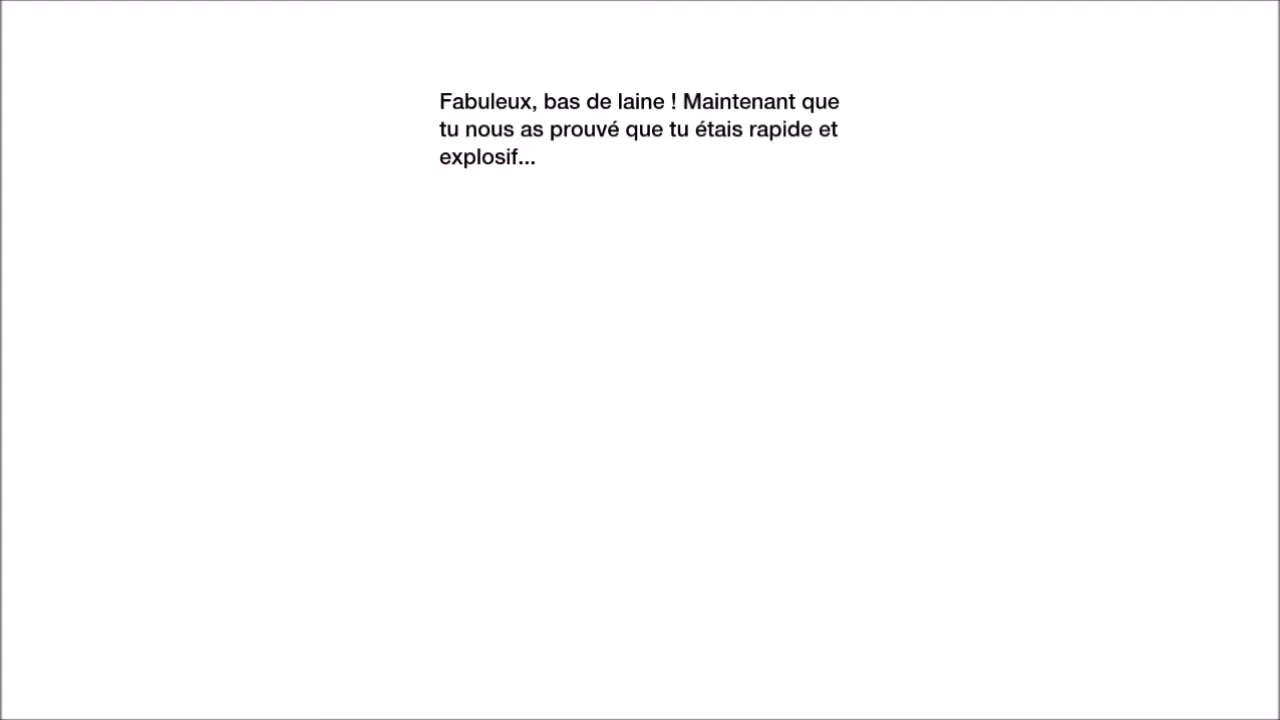 Fabuleux, bas de laine ! Maintenant que
tu nous as prouvé que tu étais rapide et
explosif...